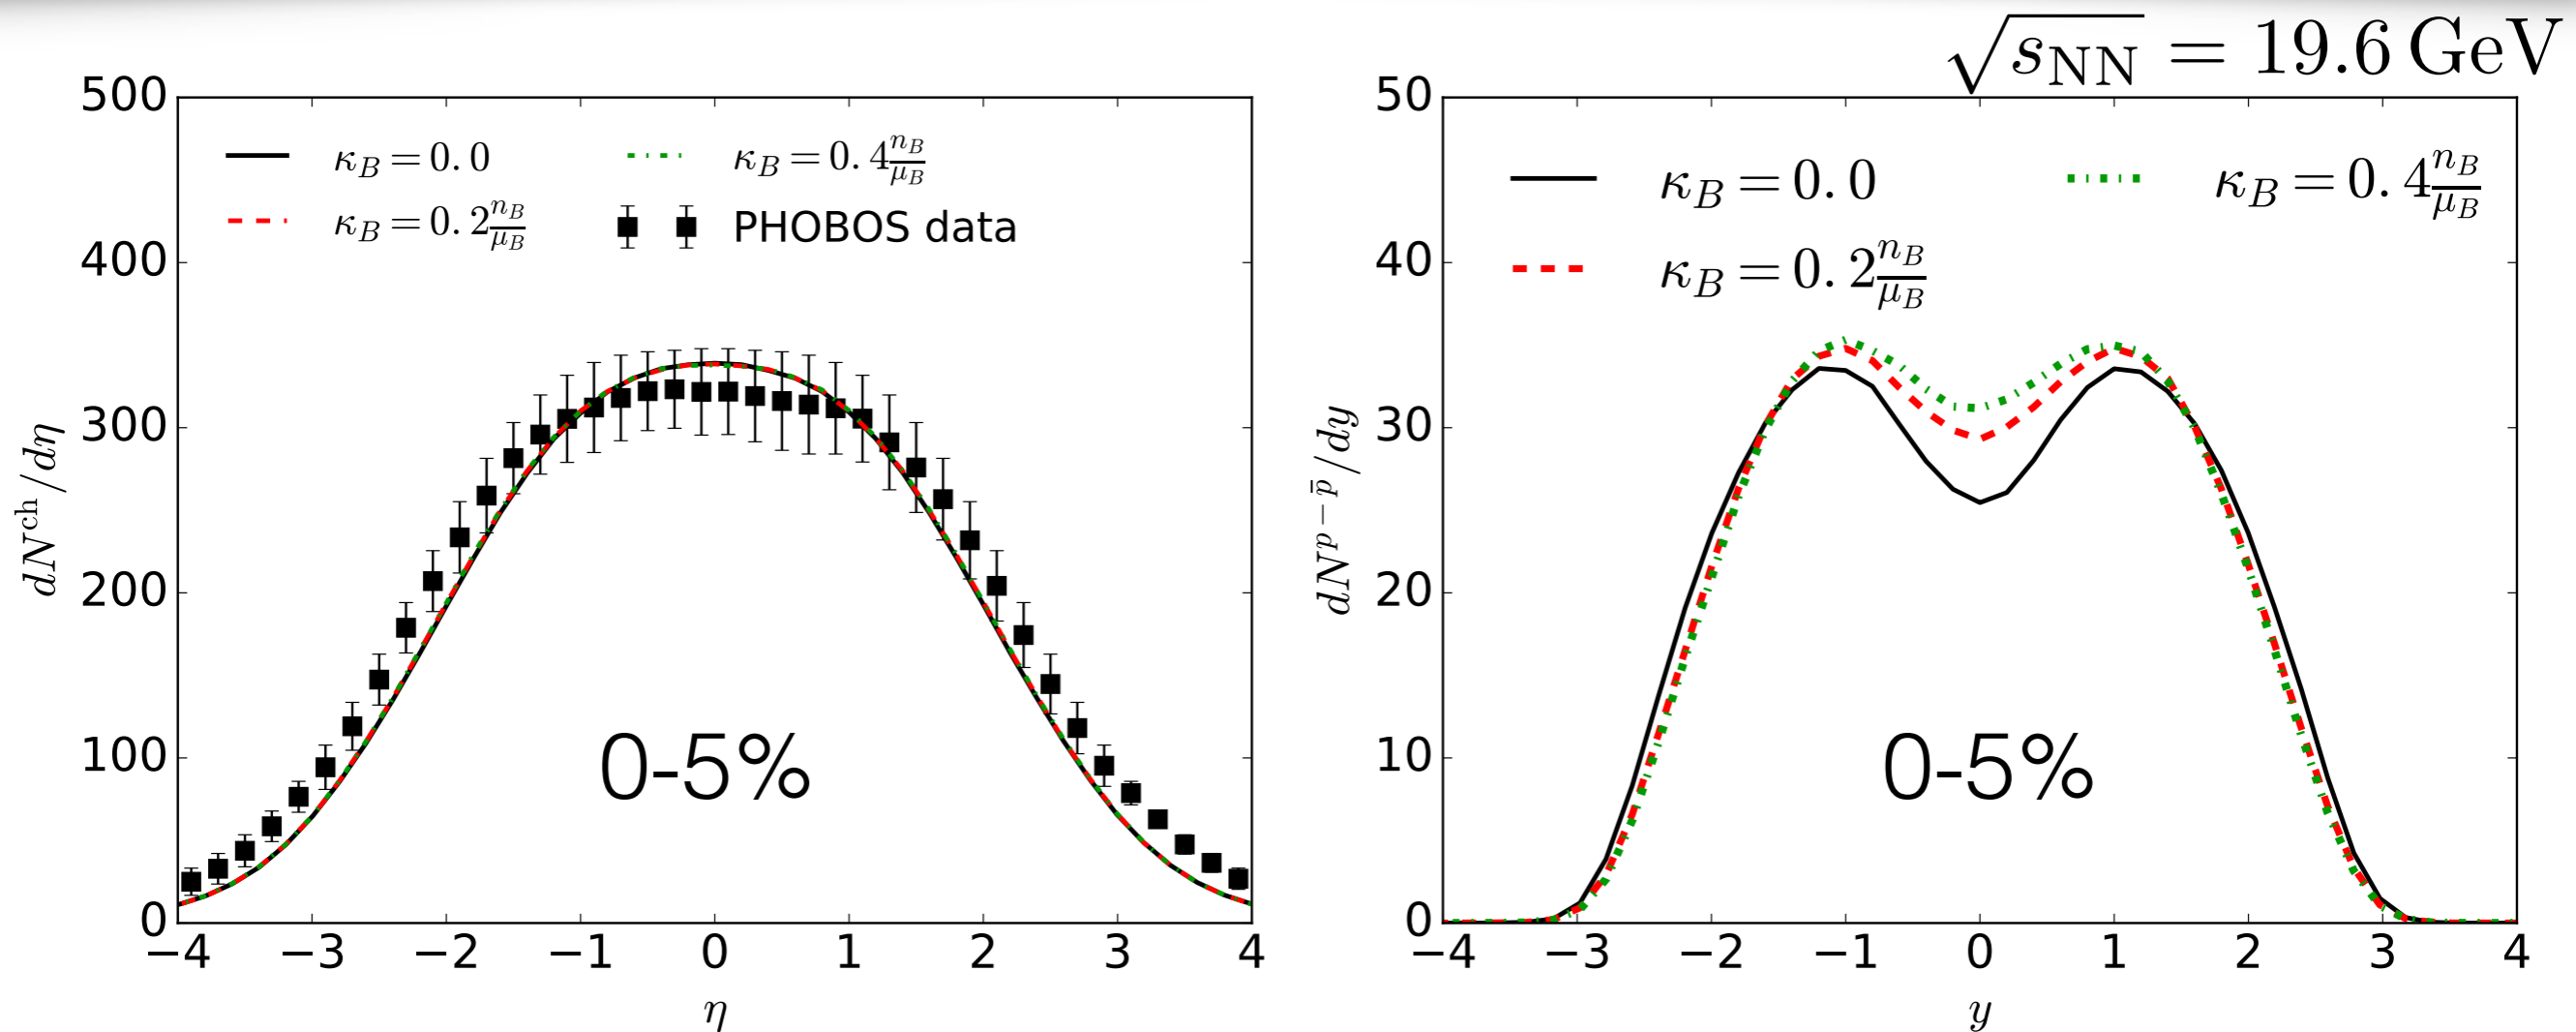 √s_NN = 19.6 GeV
500
400
300
200
100
0
−4 −3 −2 −1 0 1 2 3 4
dN^ch/dη
η
κ_B = 0.0
κ_B = 0.2 n_B/μ_B
κ_B = 0.4 n_B/μ_B
PHOBOS data
0-5%
50
40
30
20
10
0
−4 −3 −2 −1 0 1 2 3 4
dN^{p−p̄}/dy
y
κ_B = 0.0
κ_B = 0.2 n_B/μ_B
κ_B = 0.4 n_B/μ_B
0-5%